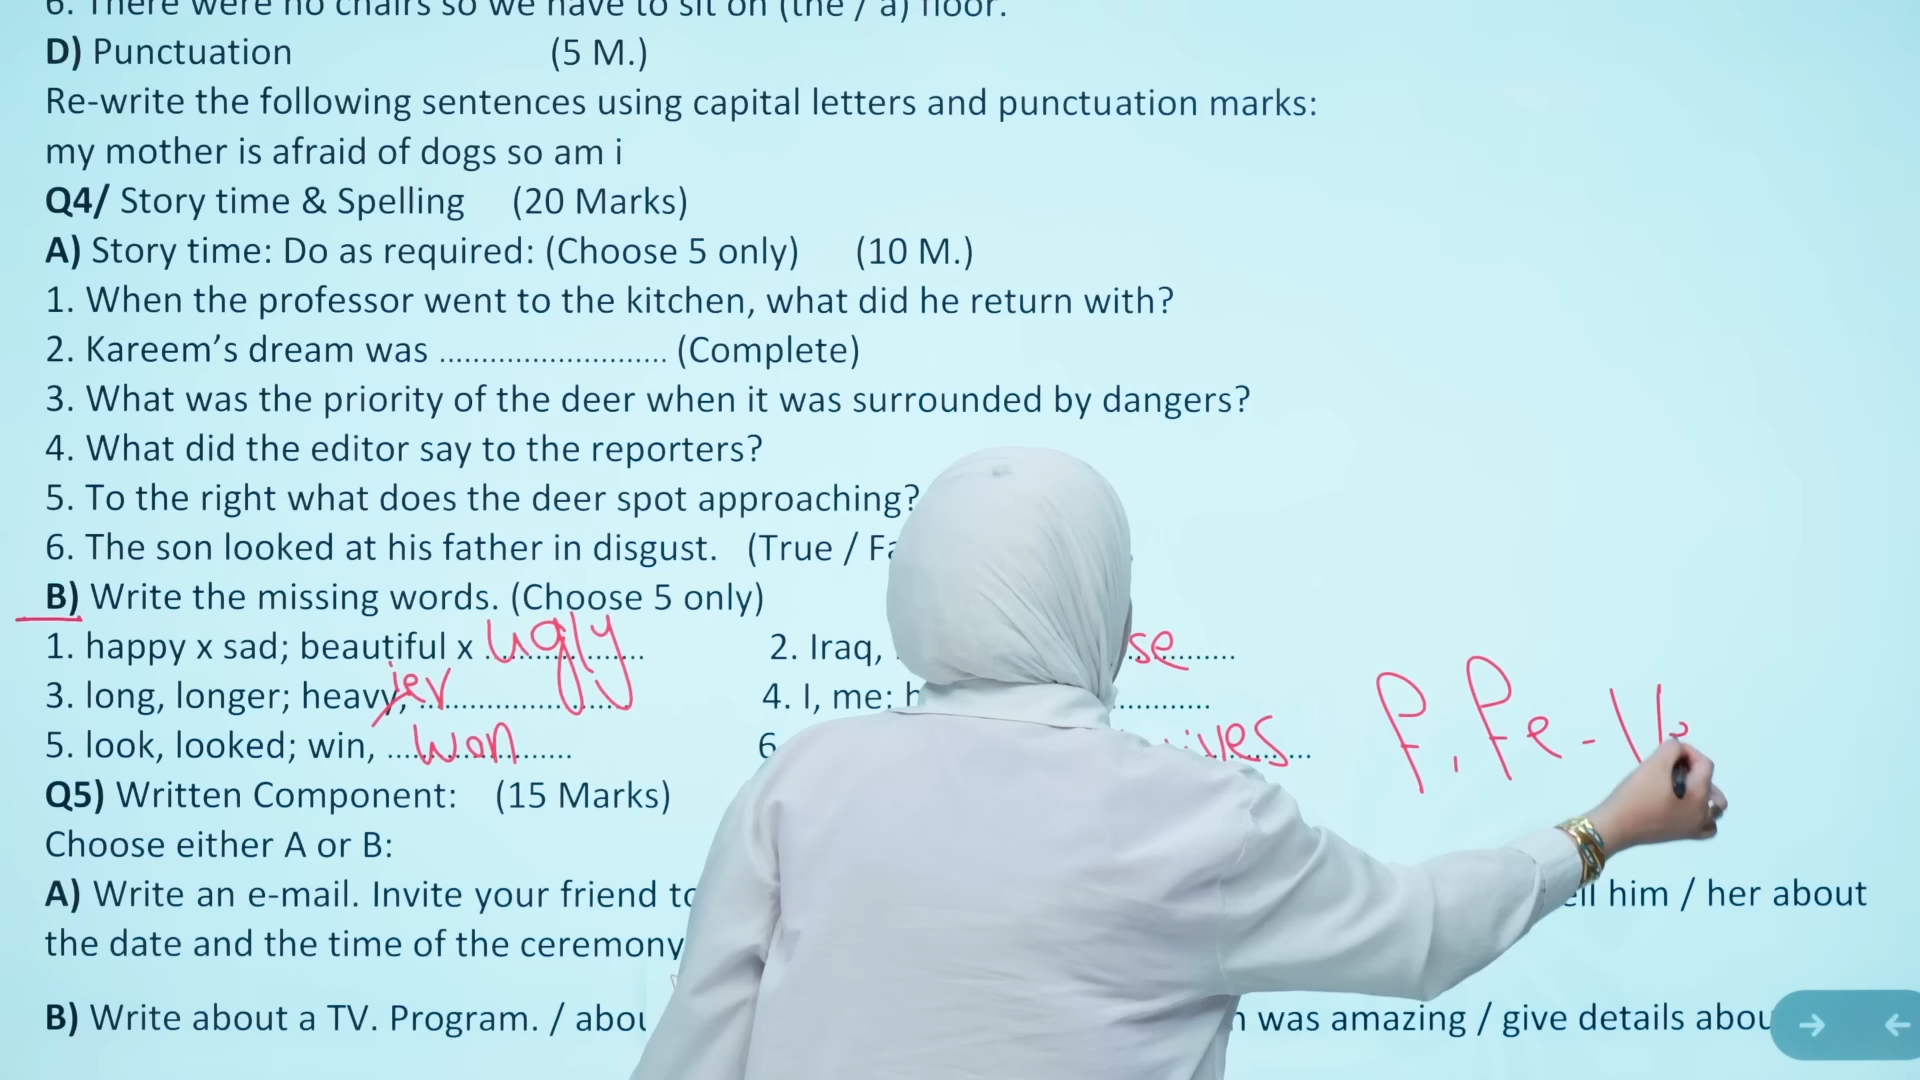 6. There were no chairs so we have to sit on (the / a) floor.
D) Punctuation (5 M.)
Re-write the following sentences using capital letters and punctuation marks:
my mother is afraid of dogs so am i
Q4/ Story time & Spelling (20 Marks)
A) Story time: Do as required: (Choose 5 only) (10 M.)
1. When the professor went to the kitchen, what did he return with?
2. Kareem’s dream was ........................... (Complete)
3. What was the priority of the deer when it was surrounded by dangers?
4. What did the editor say to the reporters?
5. To the right what does the deer spot approaching?
6. The son looked at his father in disgust. (True /
B) Write the missing words. (Choose 5 only)
1. happy x sad; beautiful x ugly 2. Iraq, se
3. long, longer; heavy, ier 4. I, me:
5. look, looked; win, won 6 ives f, fe -
Q5) Written Component: (15 Marks)
Choose either A or B:
A) Write an e-mail. Invite your friend him / her about
the date and the time of the ceremony
B) Write about a TV. Program. / was amazing / give details